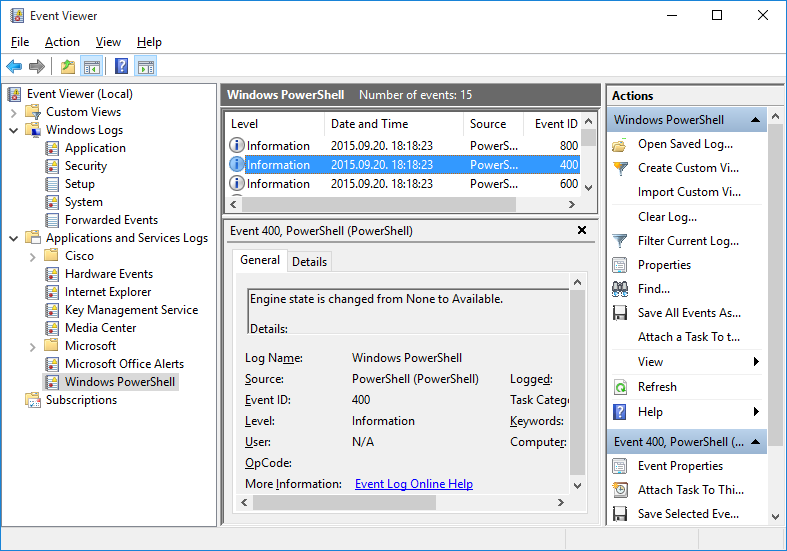 Event Viewer
File Action View Help
Event Viewer (Local)
Custom Views
Windows Logs
Application
Security
Setup
System
Forwarded Events
Applications and Services Logs
Cisco
Hardware Events
Internet Explorer
Key Management Service
Media Center
Microsoft
Microsoft Office Alerts
Windows PowerShell
Subscriptions
Windows PowerShell Number of events: 15
Level Date and Time Source Event ID
Information 2015.09.20. 18:18:23 PowerS... 800
Information 2015.09.20. 18:18:23 PowerS... 400
Information 2015.09.20. 18:18:23 PowerS... 600
Event 400, PowerShell (PowerShell)
General Details
Engine state is changed from None to Available.
Details:
Log Name: Windows PowerShell
Source: PowerShell (PowerShell) Logged:
Event ID: 400 Task Categ
Level: Information Keywords:
User: N/A Computer:
OpCode:
More Information: Event Log Online Help
Actions
Windows PowerShell
Open Saved Log...
Create Custom Vi...
Import Custom Vi...
Clear Log...
Filter Current Log...
Properties
Find...
Save All Events As...
Attach a Task To t...
View
Refresh
Help
Event 400, PowerShell (...
Event Properties
Attach Task To Thi...
Save Selected Eve...